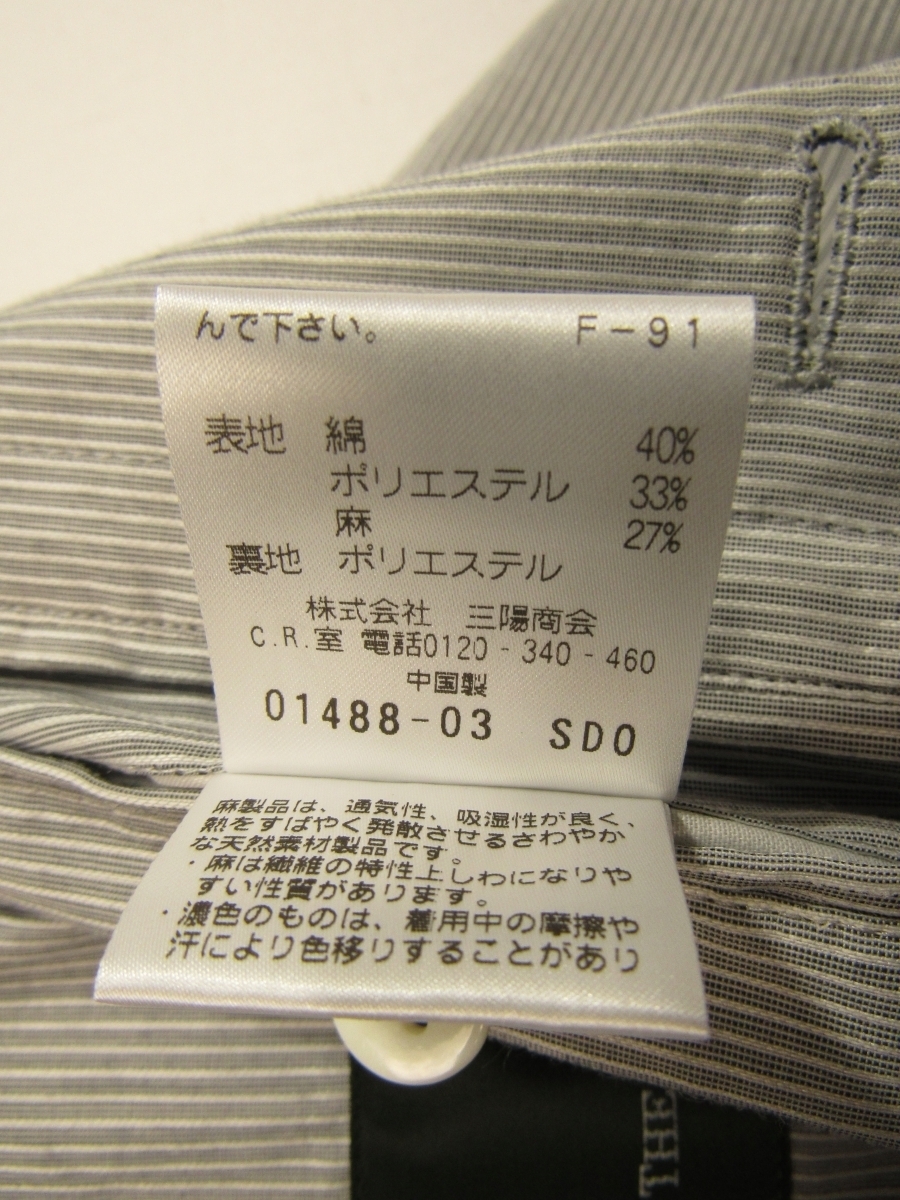 んで下さい。 F-91
表地 綿 40%
ポリエステル 33%
麻 27%
裏地 ポリエステル
株式会社 三陽商会
C.R.室 電話0120-340-460
中国製
01488-03 SDO
麻製品は、通気性、吸湿性が良く、
熱をすばやく発散させるさわやか
な天然素材製品です。
・麻は繊維の特性上しわになりや
すい性質があります。
・濃色のものは、着用中の摩擦や
汗により色移りすることがあり
THE